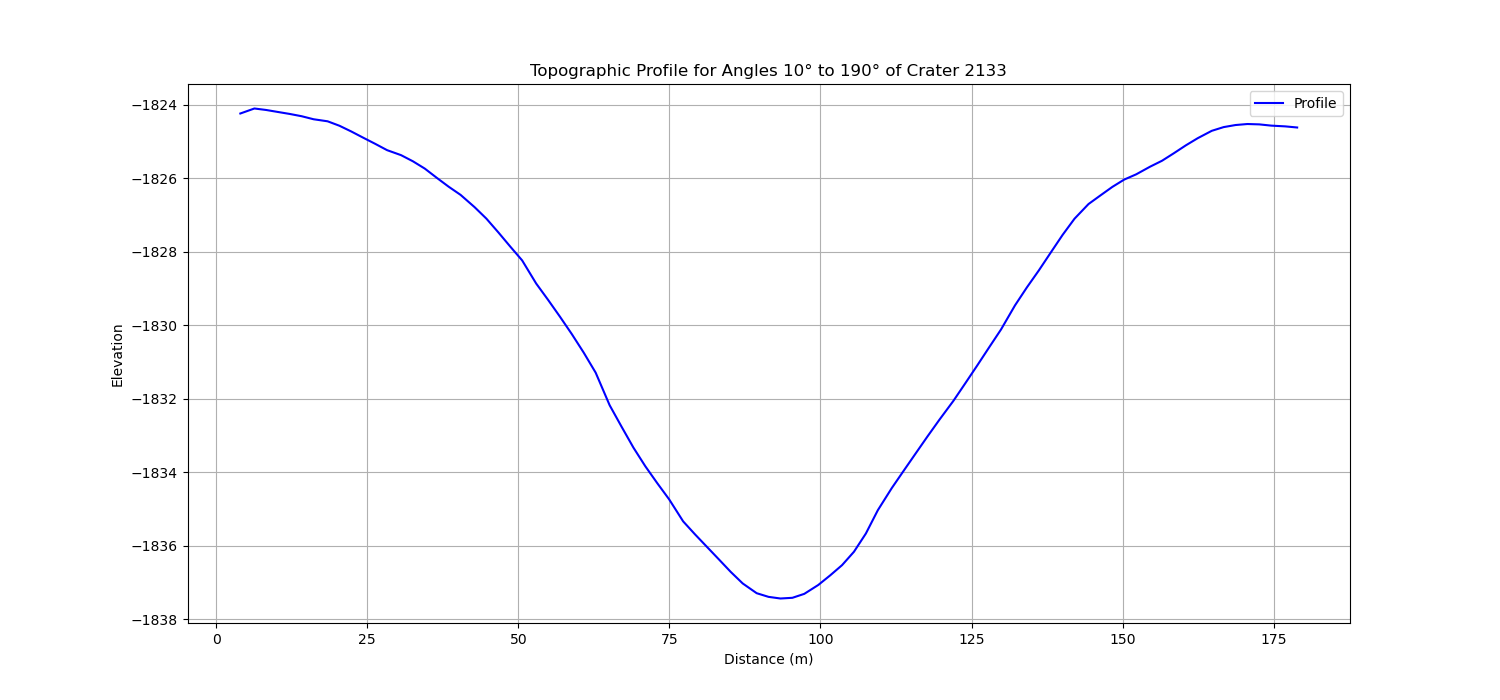 Topographic Profile for Angles 10° to 190° of Crater 2133
Profile
Elevation
−1824
−1826
−1828
−1830
−1832
−1834
−1836
−1838
0 25 50 75 100 125 150 175
Distance (m)